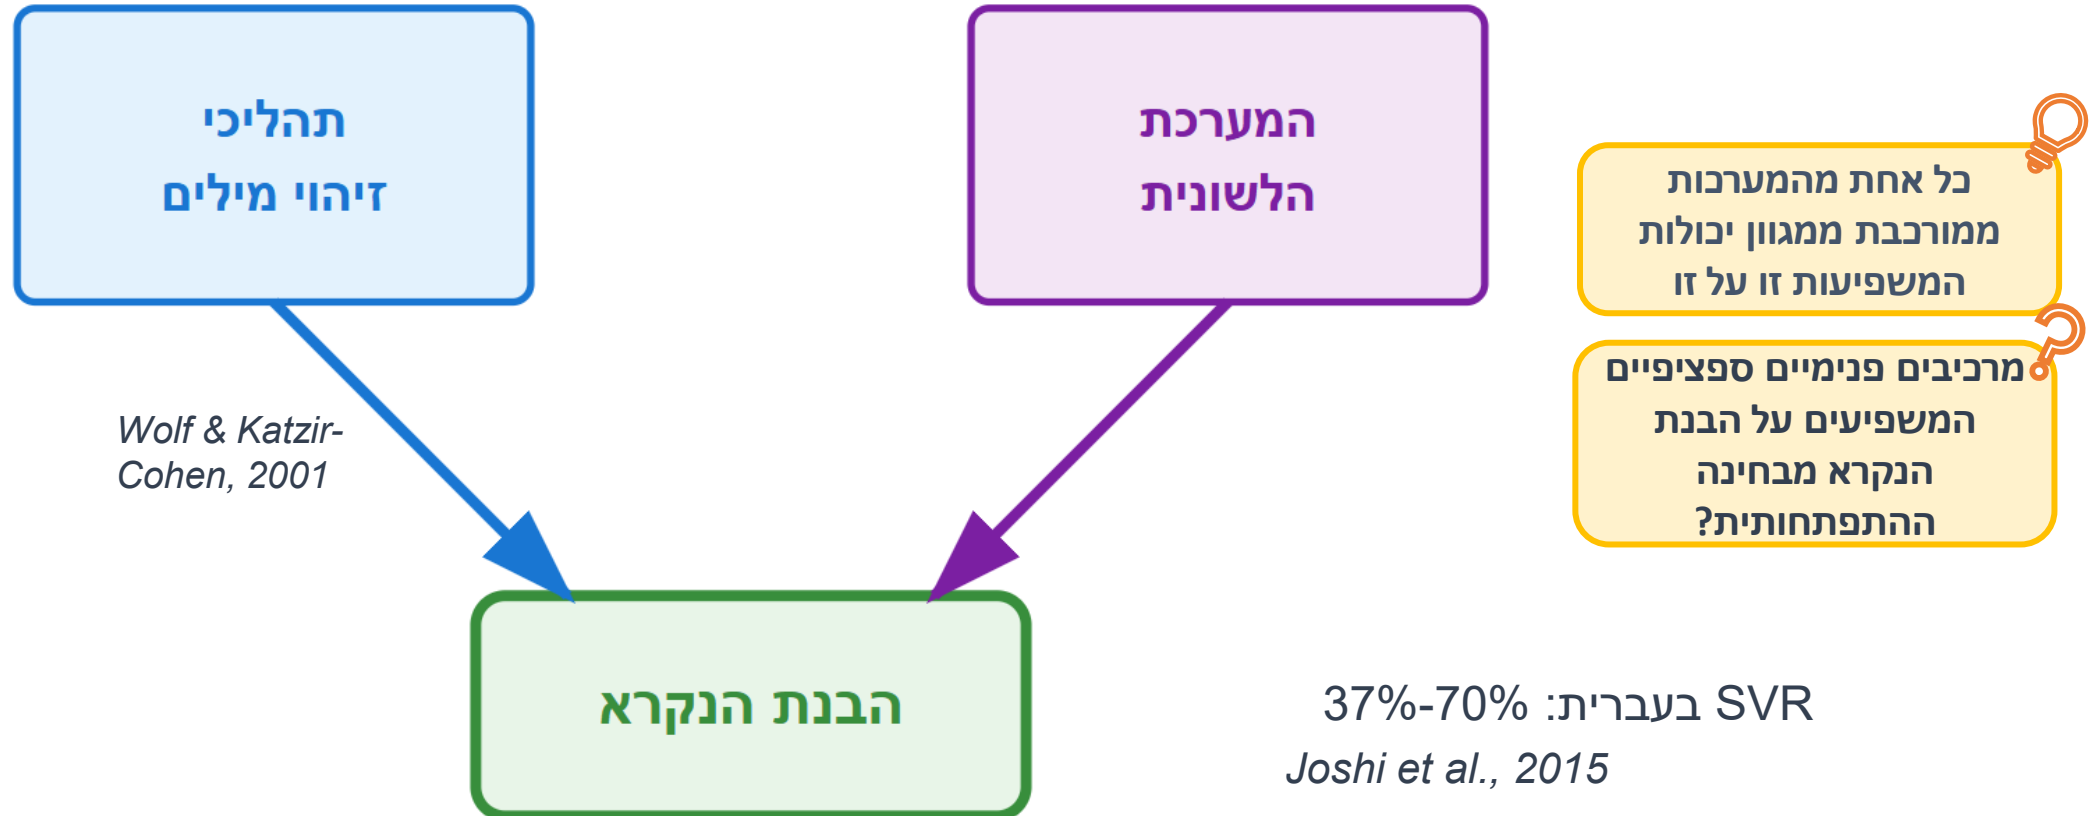 תהליכי
זיהוי מילים
המערכת
הלשונית
כל אחת מהמערכות
ממורכבת ממגוון יכולות
המשפיעות זו על זו
מרכיבים פנימיים ספציפיים
המשפיעים על הבנת
הנקרא מבחינה
ההתפתחותית?
Wolf & Katzir-
Cohen, 2001
הבנת הנקרא
SVR בעברית: 37%-70%
Joshi et al., 2015